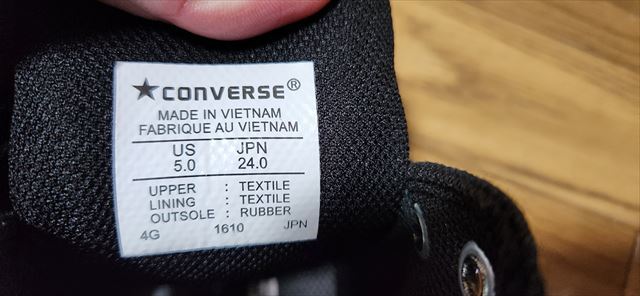 ★CONVERSE®
MADE IN VIETNAM
FABRIQUE AU VIETNAM
US JPN
5.0 24.0
UPPER : TEXTILE
LINING : TEXTILE
OUTSOLE : RUBBER
4G 1610 JPN